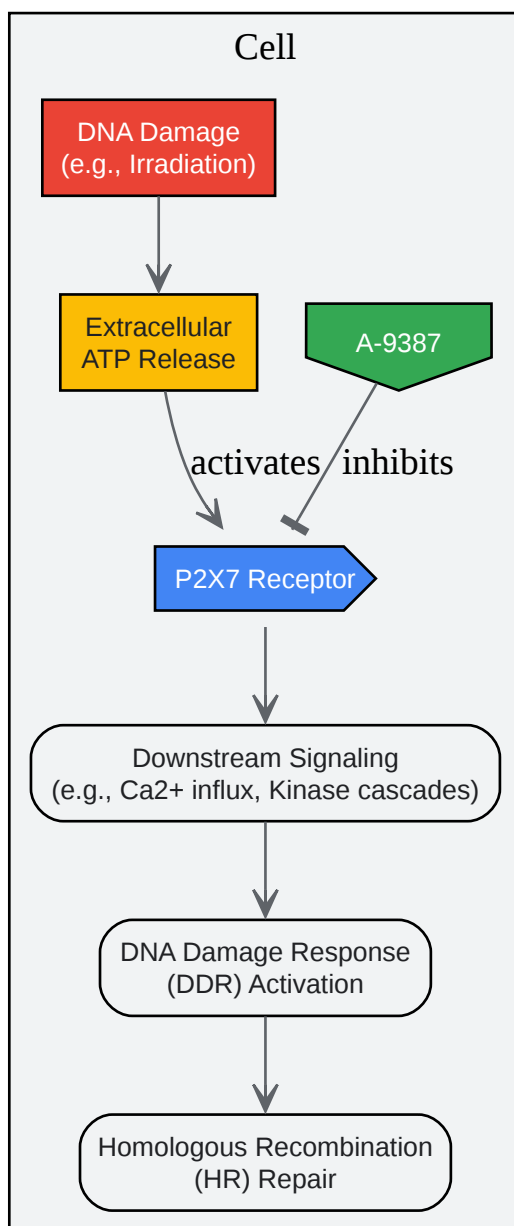 Cell
DNA Damage
(e.g., Irradiation)
Extracellular
ATP Release
A-9387
activates
inhibits
P2X7 Receptor
Downstream Signaling
(e.g., Ca2+ influx, Kinase cascades)
DNA Damage Response
(DDR) Activation
Homologous Recombination
(HR) Repair